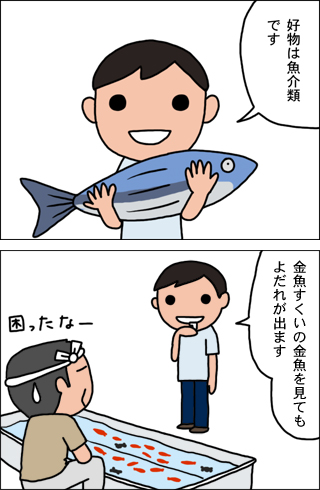 好物は魚介類
です
金魚すくいの金魚を見ても
よだれが出ます
困ったなー